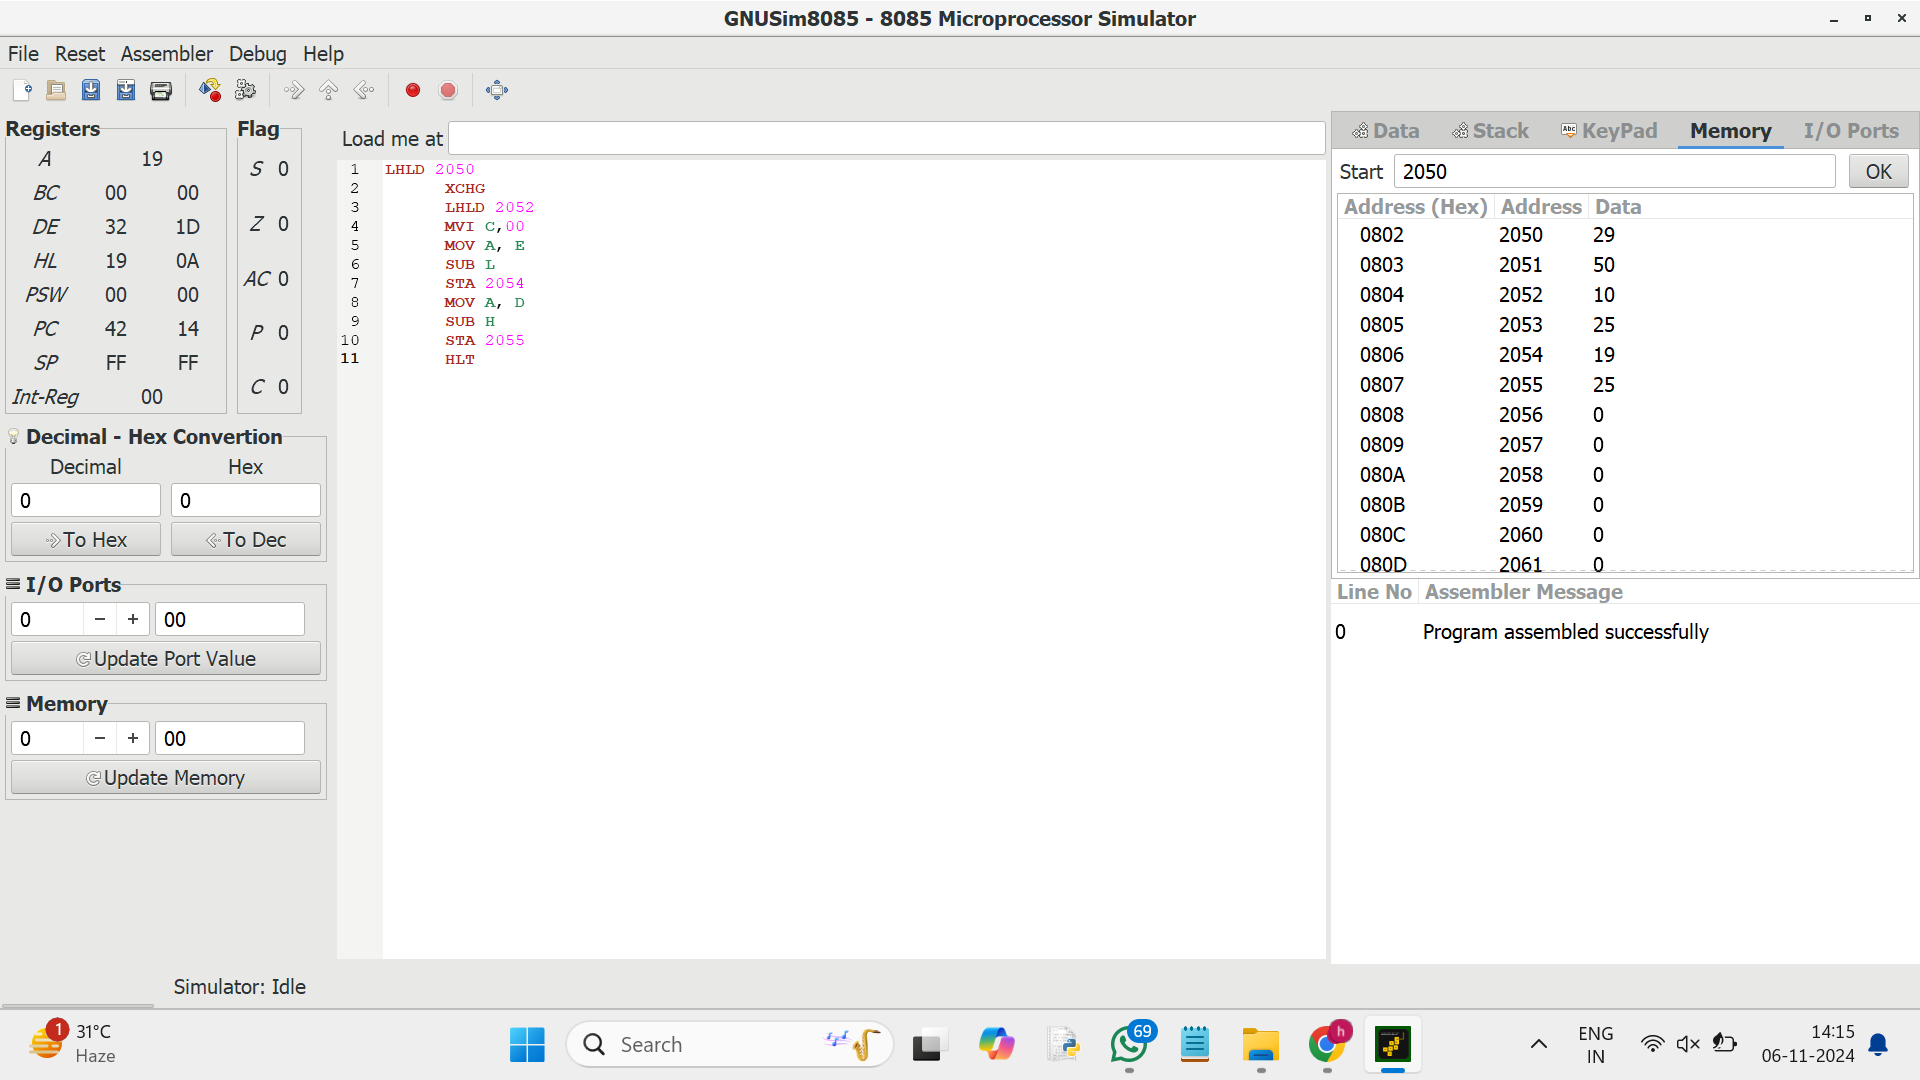 GNUSim8085 - 8085 Microprocessor Simulator
File Reset Assembler Debug Help
Registers
A 19
BC 00 00
DE 32 1D
HL 19 0A
PSW 00 00
PC 42 14
SP FF FF
Int-Reg 00
Flag
S 0
Z 0
AC 0
P 0
C 0
Decimal - Hex Convertion
Decimal Hex
0 0
To Hex To Dec
I/O Ports
0 − + 00
Update Port Value
Memory
0 − + 00
Update Memory
Simulator: Idle
Load me at
1 LHLD 2050
2 XCHG
3 LHLD 2052
4 MVI C,00
5 MOV A, E
6 SUB L
7 STA 2054
8 MOV A, D
9 SUB H
10 STA 2055
11 HLT
Data Stack Abc KeyPad Memory I/O Ports
Start 2050 OK
Address (Hex) Address Data
0802 2050 29
0803 2051 50
0804 2052 10
0805 2053 25
0806 2054 19
0807 2055 25
0808 2056 0
0809 2057 0
080A 2058 0
080B 2059 0
080C 2060 0
080D 2061 0
Line No Assembler Message
0 Program assembled successfully
1 31°C
Haze
Search
69
h
ENG
IN
14:15
06-11-2024